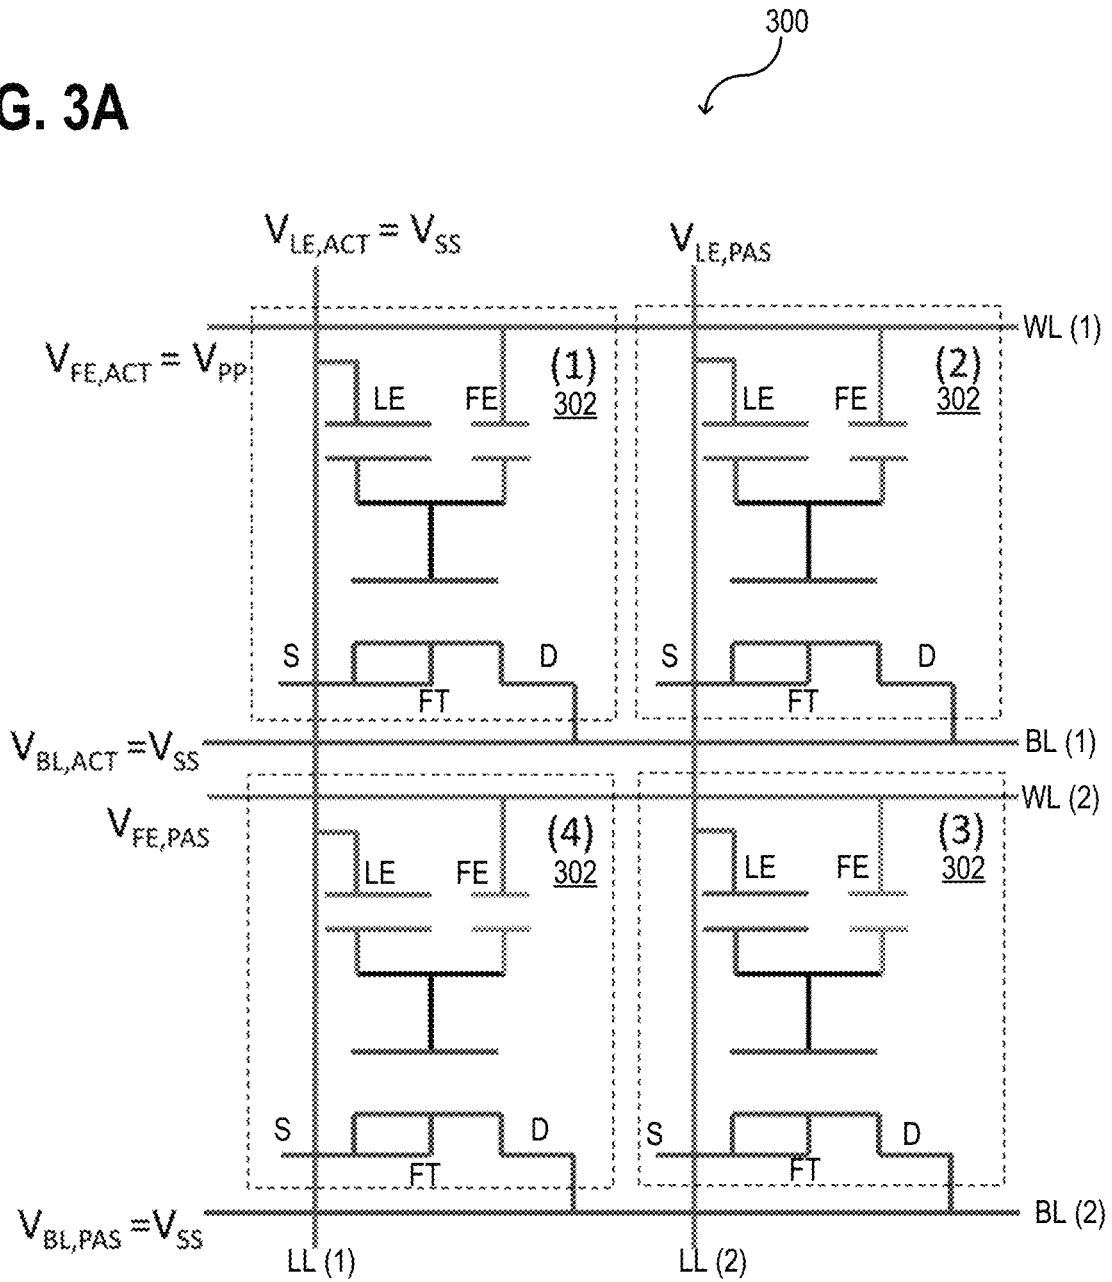 300
G. 3A
V_LE,ACT = V_SS
V_LE,PAS
WL (1)
V_FE,ACT = V_PP
(1)
302
LE
FE
(2)
302
LE
FE
S
D
FT
S
D
FT
V_BL,ACT =V_SS
BL (1)
WL (2)
V_FE,PAS
(4)
302
LE
FE
(3)
302
LE
FE
S
D
FT
S
D
FT
V_BL,PAS =V_SS
BL (2)
LL (1)
LL (2)